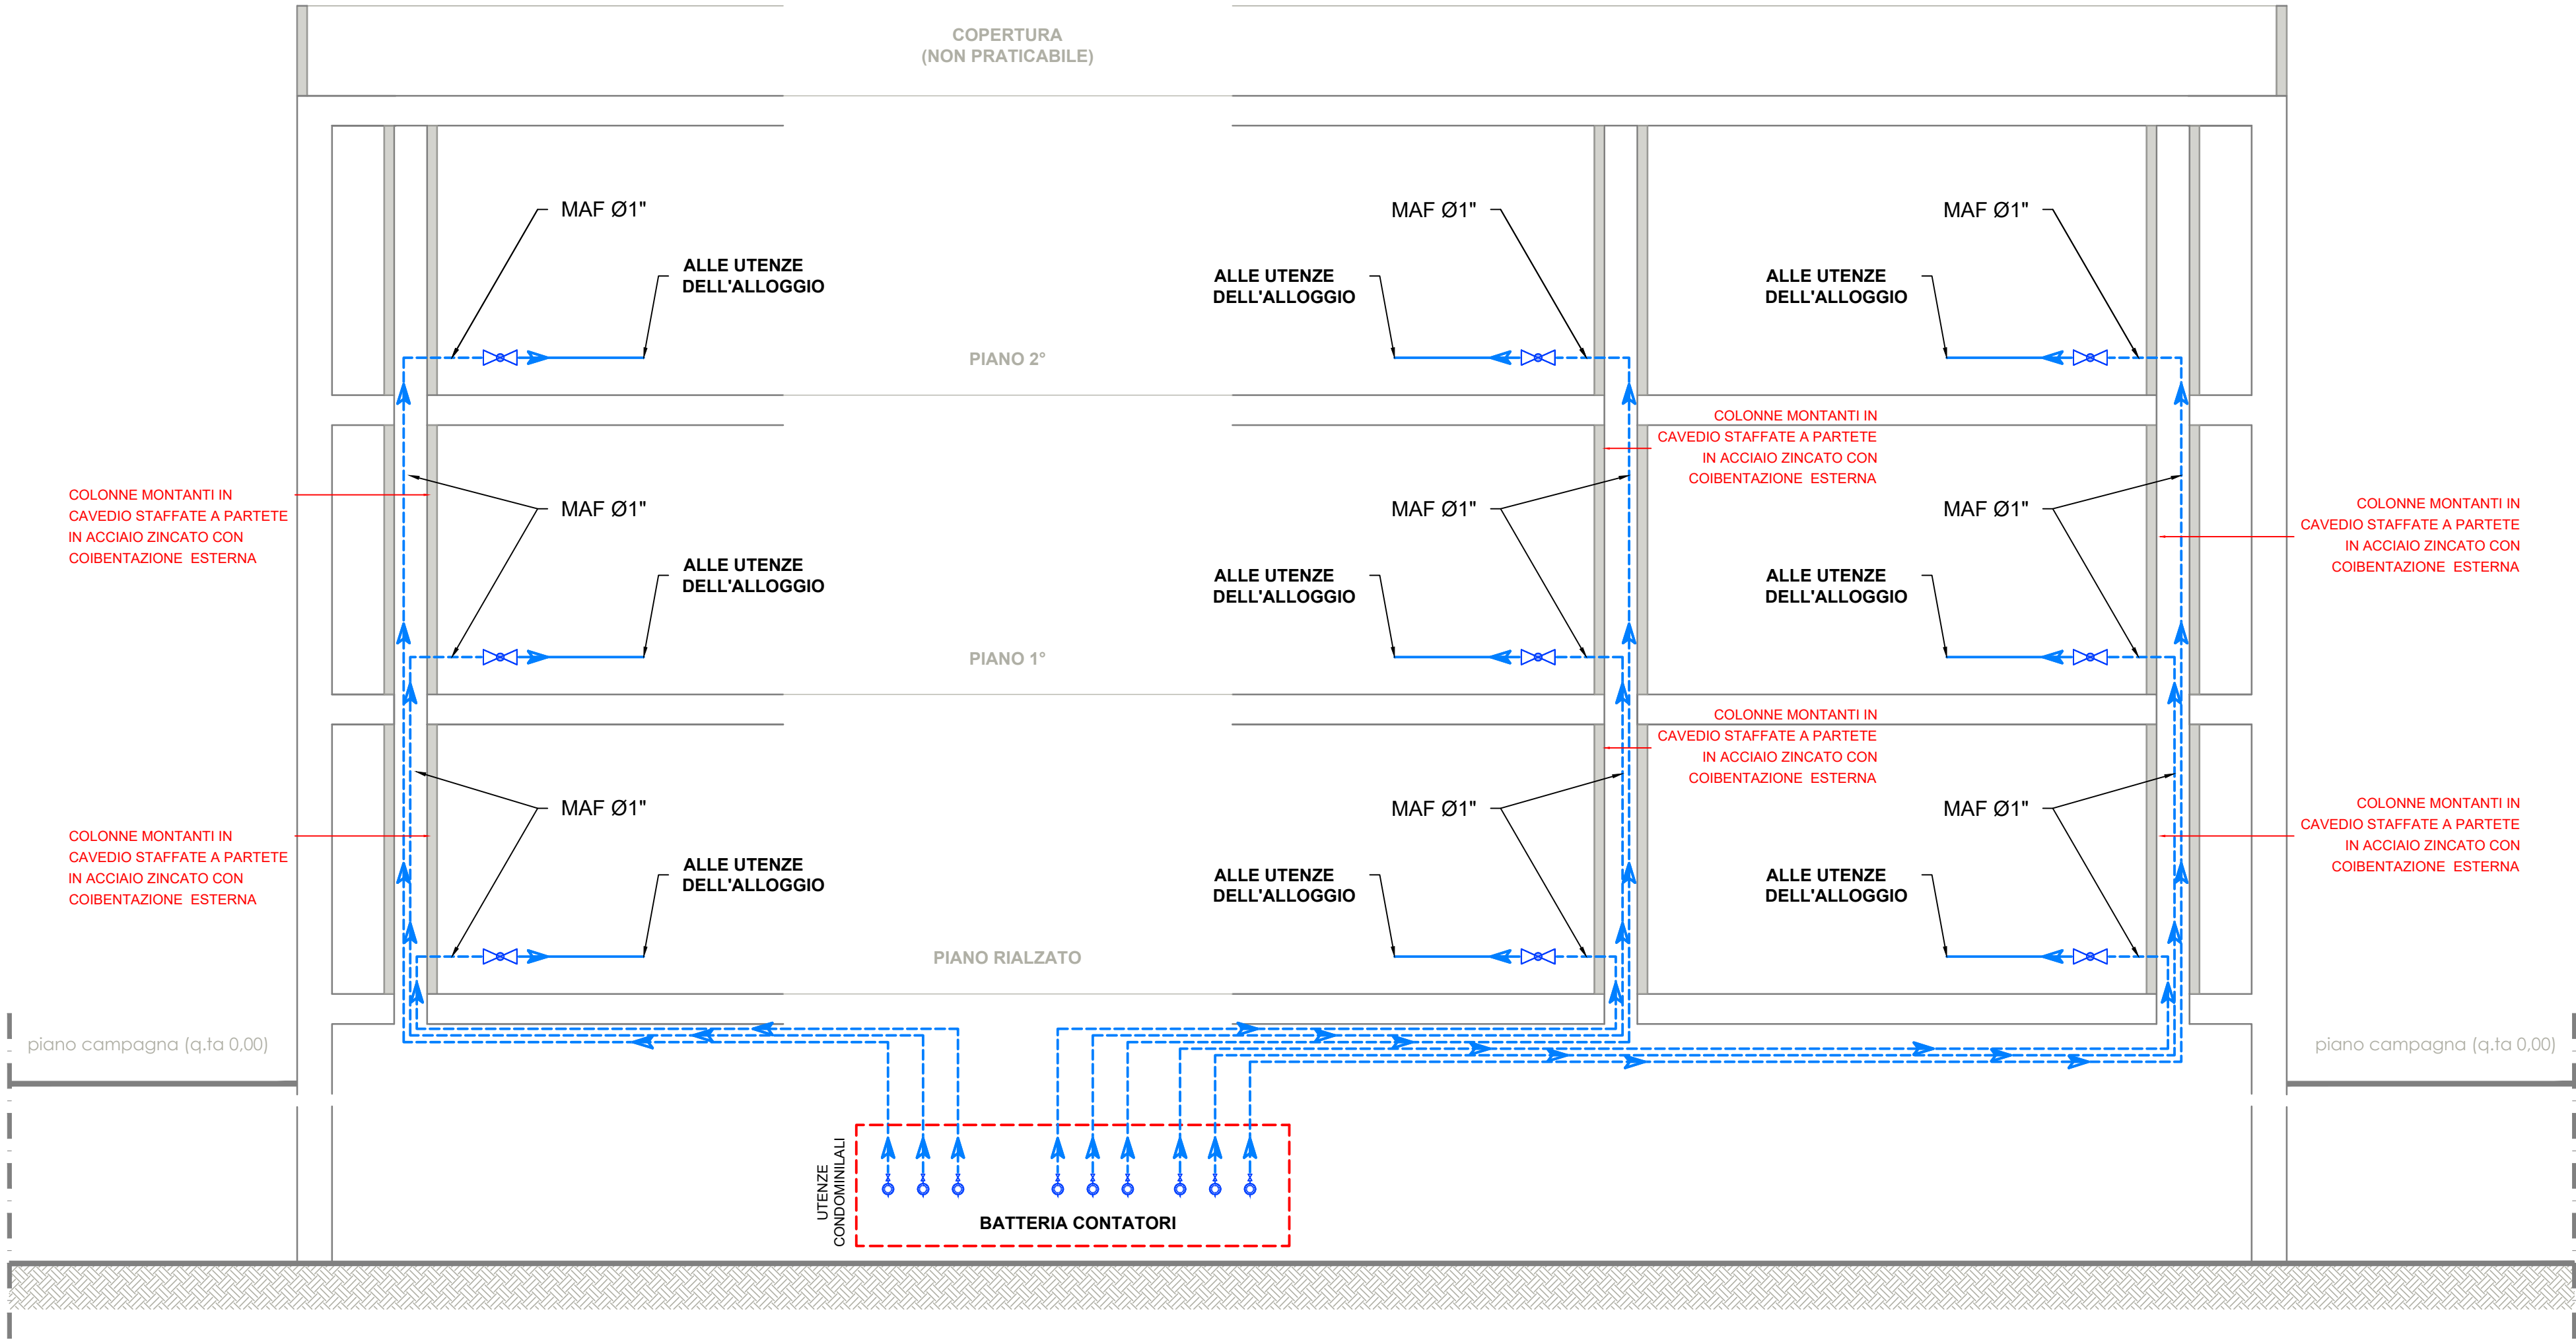 COPERTURA
(NON PRATICABILE)
MAF Ø1"
MAF Ø1"
MAF Ø1"
ALLE UTENZE
DELL'ALLOGGIO
ALLE UTENZE
DELL'ALLOGGIO
ALLE UTENZE
DELL'ALLOGGIO
PIANO 2°
COLONNE MONTANTI IN
CAVEDIO STAFFATE A PARTETE
IN ACCIAIO ZINCATO CON
COIBENTAZIONE ESTERNA
COLONNE MONTANTI IN
CAVEDIO STAFFATE A PARTETE
IN ACCIAIO ZINCATO CON
COIBENTAZIONE ESTERNA
COLONNE MONTANTI IN
CAVEDIO STAFFATE A PARTETE
IN ACCIAIO ZINCATO CON
COIBENTAZIONE ESTERNA
MAF Ø1"
MAF Ø1"
MAF Ø1"
ALLE UTENZE
DELL'ALLOGGIO
ALLE UTENZE
DELL'ALLOGGIO
ALLE UTENZE
DELL'ALLOGGIO
PIANO 1°
COLONNE MONTANTI IN
CAVEDIO STAFFATE A PARTETE
IN ACCIAIO ZINCATO CON
COIBENTAZIONE ESTERNA
COLONNE MONTANTI IN
CAVEDIO STAFFATE A PARTETE
IN ACCIAIO ZINCATO CON
COIBENTAZIONE ESTERNA
COLONNE MONTANTI IN
CAVEDIO STAFFATE A PARTETE
IN ACCIAIO ZINCATO CON
COIBENTAZIONE ESTERNA
MAF Ø1"
MAF Ø1"
MAF Ø1"
ALLE UTENZE
DELL'ALLOGGIO
ALLE UTENZE
DELL'ALLOGGIO
ALLE UTENZE
DELL'ALLOGGIO
PIANO RIALZATO
piano campagna (q.ta 0,00)
piano campagna (q.ta 0,00)
UTENZE
CONDOMINILALI
BATTERIA CONTATORI